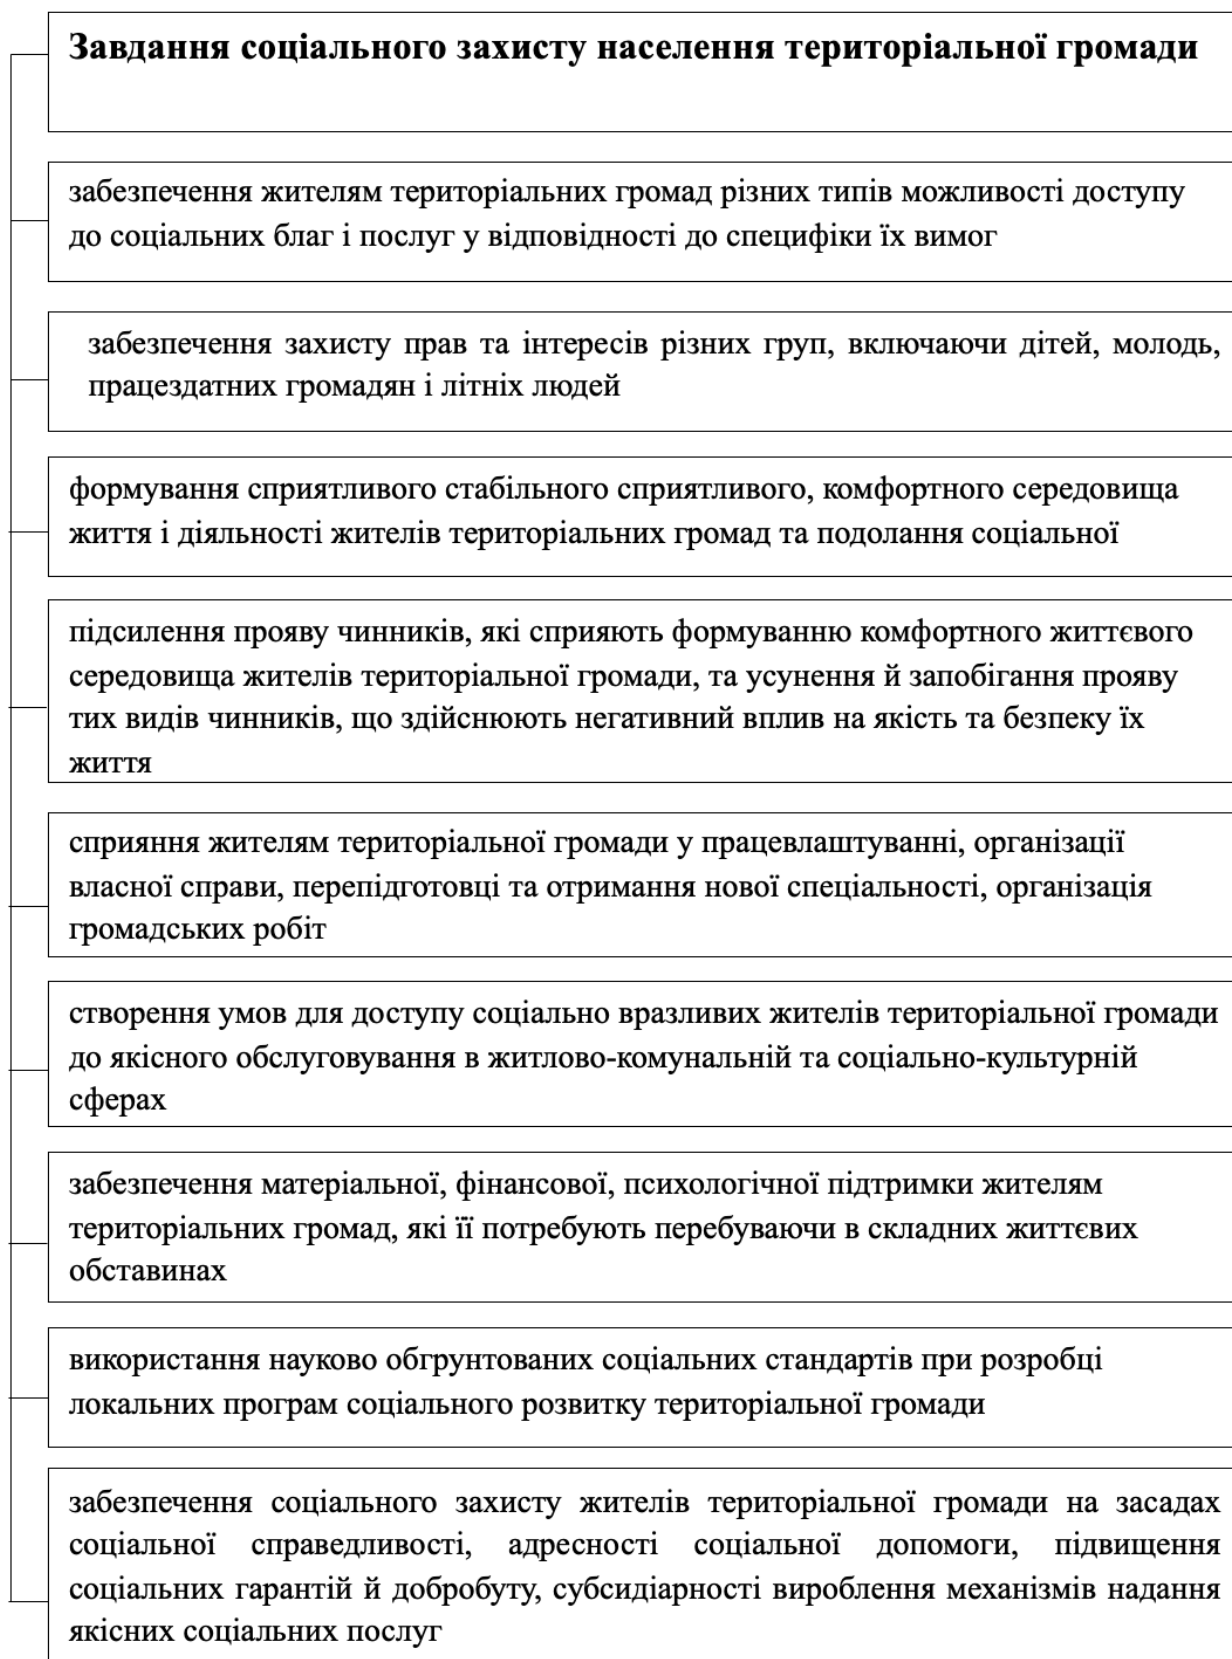 Завдання соціального захисту населення територіальної громади
забезпечення жителям територіальних громад різних типів можливості доступу
до соціальних благ і послуг у відповідності до специфіки їх вимог
забезпечення захисту прав та інтересів різних груп, включаючи дітей, молодь,
працездатних громадян і літніх людей
формування сприятливого стабільного сприятливого, комфортного середовища
життя і діяльності жителів територіальних громад та подолання соціальної
підсилення прояву чинників, які сприяють формуванню комфортного життєвого
середовища жителів територіальної громади, та усунення й запобігання прояву
тих видів чинників, що здійснюють негативний вплив на якість та безпеку їх
життя
сприяння жителям територіальної громади у працевлаштуванні, організації
власної справи, перепідготовці та отримання нової спеціальності, організація
громадських робіт
створення умов для доступу соціально вразливих жителів територіальної громади
до якісного обслуговування в житлово-комунальній та соціально-культурній
сферах
забезпечення матеріальної, фінансової, психологічної підтримки жителям
територіальних громад, які її потребують перебуваючи в складних життєвих
обставинах
використання науково обгрунтованих соціальних стандартів при розробці
локальних програм соціального розвитку територіальної громади
забезпечення соціального захисту жителів територіальної громади на засадах
соціальної справедливості, адресності соціальної допомоги, підвищення
соціальних гарантій й добробуту, субсидіарності вироблення механізмів надання
якісних соціальних послуг